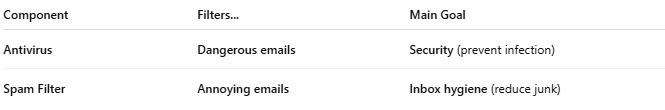 Component Filters... Main Goal
Antivirus Dangerous emails Security (prevent infection)
Spam Filter Annoying emails Inbox hygiene (reduce junk)